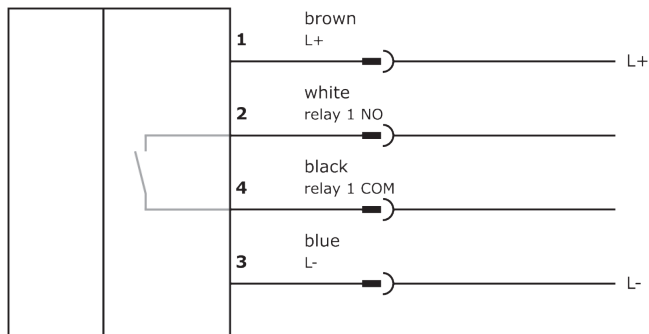 brown
1 L+
L+
white
2 relay 1 NO
black
4 relay 1 COM
blue
3 L-
L-